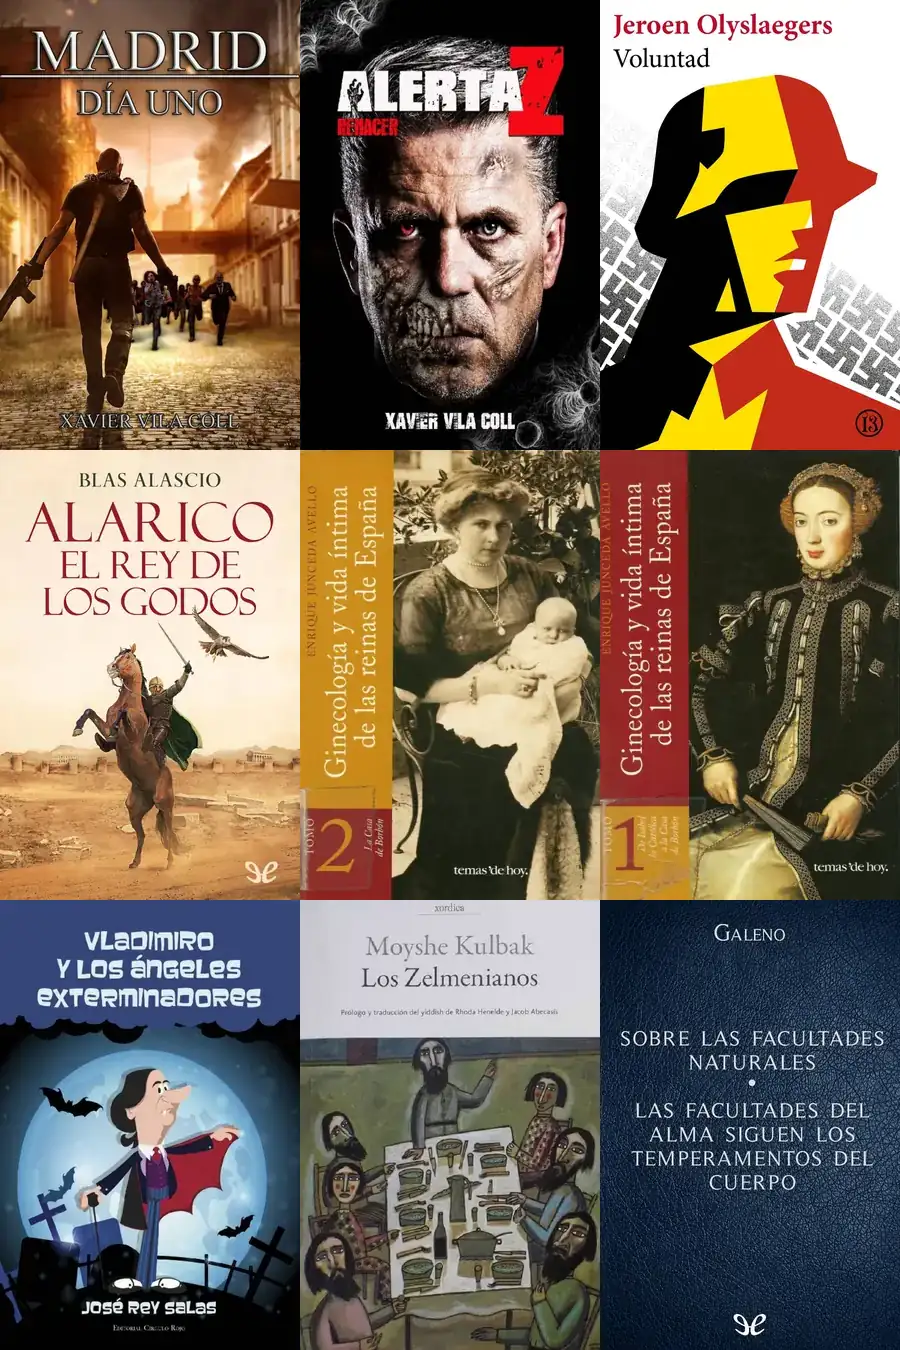 MADRID
DÍA UNO
XAVIER VILA COLL
ALERTA Z
RENACER
XAVIER VILA COLL
Jeroen Olyslaegers
Voluntad
13
BLAS ALASCIO
ALARICO
EL REY DE
LOS GODOS
ENRIQUE JUNCEDA AVELLO
Ginecología y vida íntima
de las reinas de España
TOMO
2
La Casa
de Borbón
temas 'de hoy.
ENRIQUE JUNCEDA AVELLO
Ginecología y vida íntima
de las reinas de España
TOMO
1
De Isabel
la Católica
a la Casa
de Borbón
temas 'de hoy.
VLADIMIRO
Y LOS ÁNGELES
EXTERMINADORES
JOSÉ REY SALAS
EDITORIAL CÍRCULO ROJO
xordica
Moyshe Kulbak
Los Zelmenianos
Prólogo y traducción del yiddish de Rhoda Henelde y Jacob Abecasís
GALENO
SOBRE LAS FACULTADES
NATURALES
•
LAS FACULTADES DEL
ALMA SIGUEN LOS
TEMPERAMENTOS DEL
CUERPO